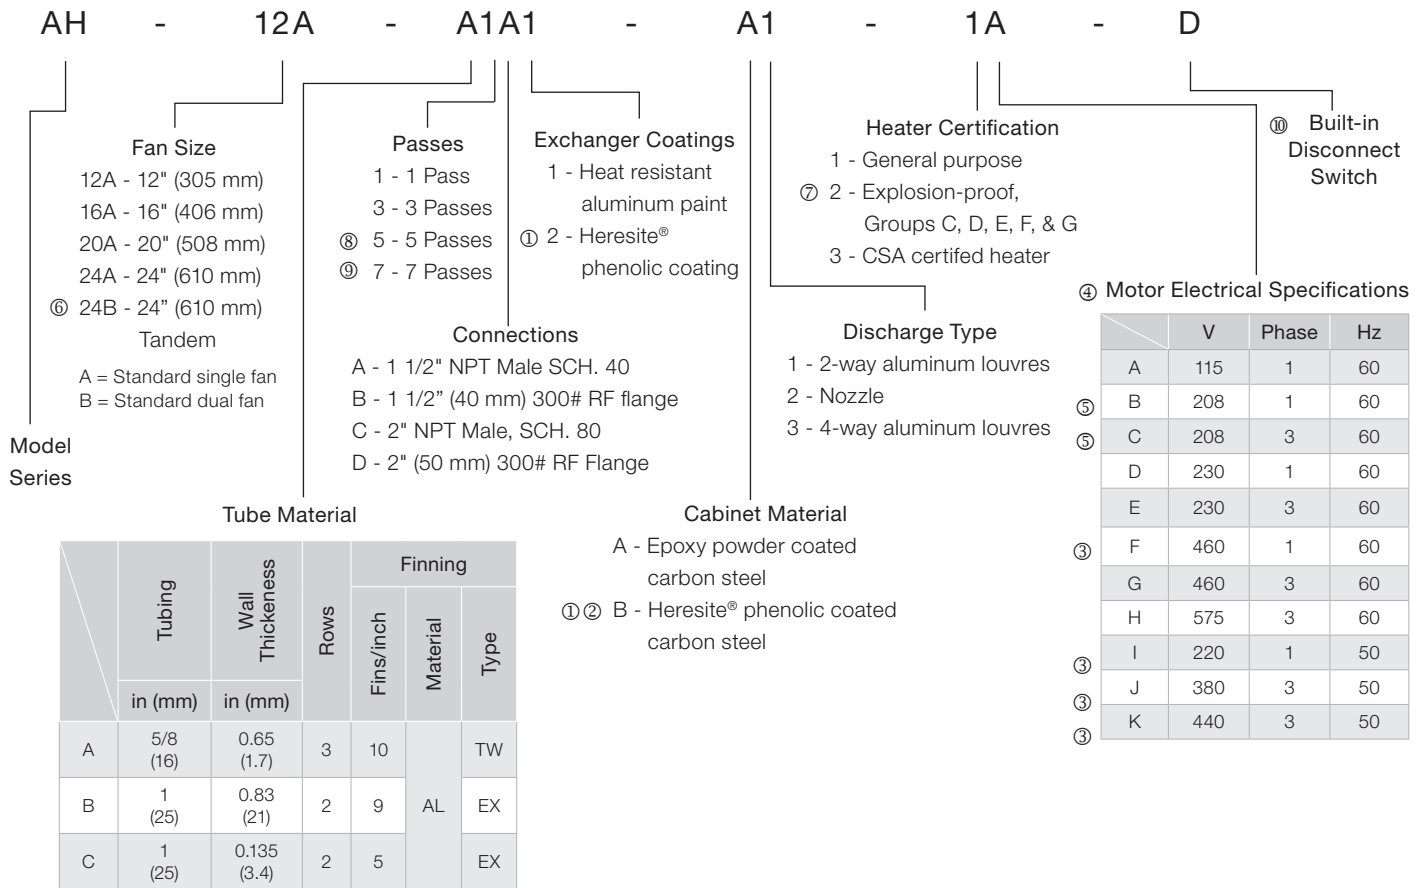 AH - 12A - A1A1 - A1 - 1A - D
Model
Series
Fan Size
12A - 12" (305 mm)
16A - 16" (406 mm)
20A - 20" (508 mm)
24A - 24" (610 mm)
⑥ 24B - 24” (610 mm)
Tandem
A = Standard single fan
B = Standard dual fan
Passes
1 - 1 Pass
3 - 3 Passes
⑧ 5 - 5 Passes
⑨ 7 - 7 Passes
Exchanger Coatings
1 - Heat resistant
aluminum paint
① 2 - Heresite®
phenolic coating
Connections
A - 1 1/2" NPT Male SCH. 40
B - 1 1/2” (40 mm) 300# RF flange
C - 2" NPT Male, SCH. 80
D - 2" (50 mm) 300# RF Flange
Heater Certification
1 - General purpose
⑦ 2 - Explosion-proof,
Groups C, D, E, F, & G
3 - CSA certifed heater
⑩ Built-in
Disconnect
Switch
Discharge Type
1 - 2-way aluminum louvres
2 - Nozzle
3 - 4-way aluminum louvres
④ Motor Electrical Specifications
V Phase Hz
A 115 1 60
⑤ B 208 1 60
⑤ C 208 3 60
D 230 1 60
E 230 3 60
③ F 460 1 60
G 460 3 60
H 575 3 60
③ I 220 1 50
③ J 380 3 50
③ K 440 3 50
Tube Material
Tubing
in (mm)
Wall
Thickeness
in (mm)
Rows
Finning
Fins/inch
Material
Type
A 5/8 0.65 3 10 TW
(16) (1.7)
B 1 0.83 2 9 AL EX
(25) (21)
C 1 0.135 2 5 EX
(25) (3.4)
Cabinet Material
A - Epoxy powder coated
carbon steel
①② B - Heresite® phenolic coated
carbon steel